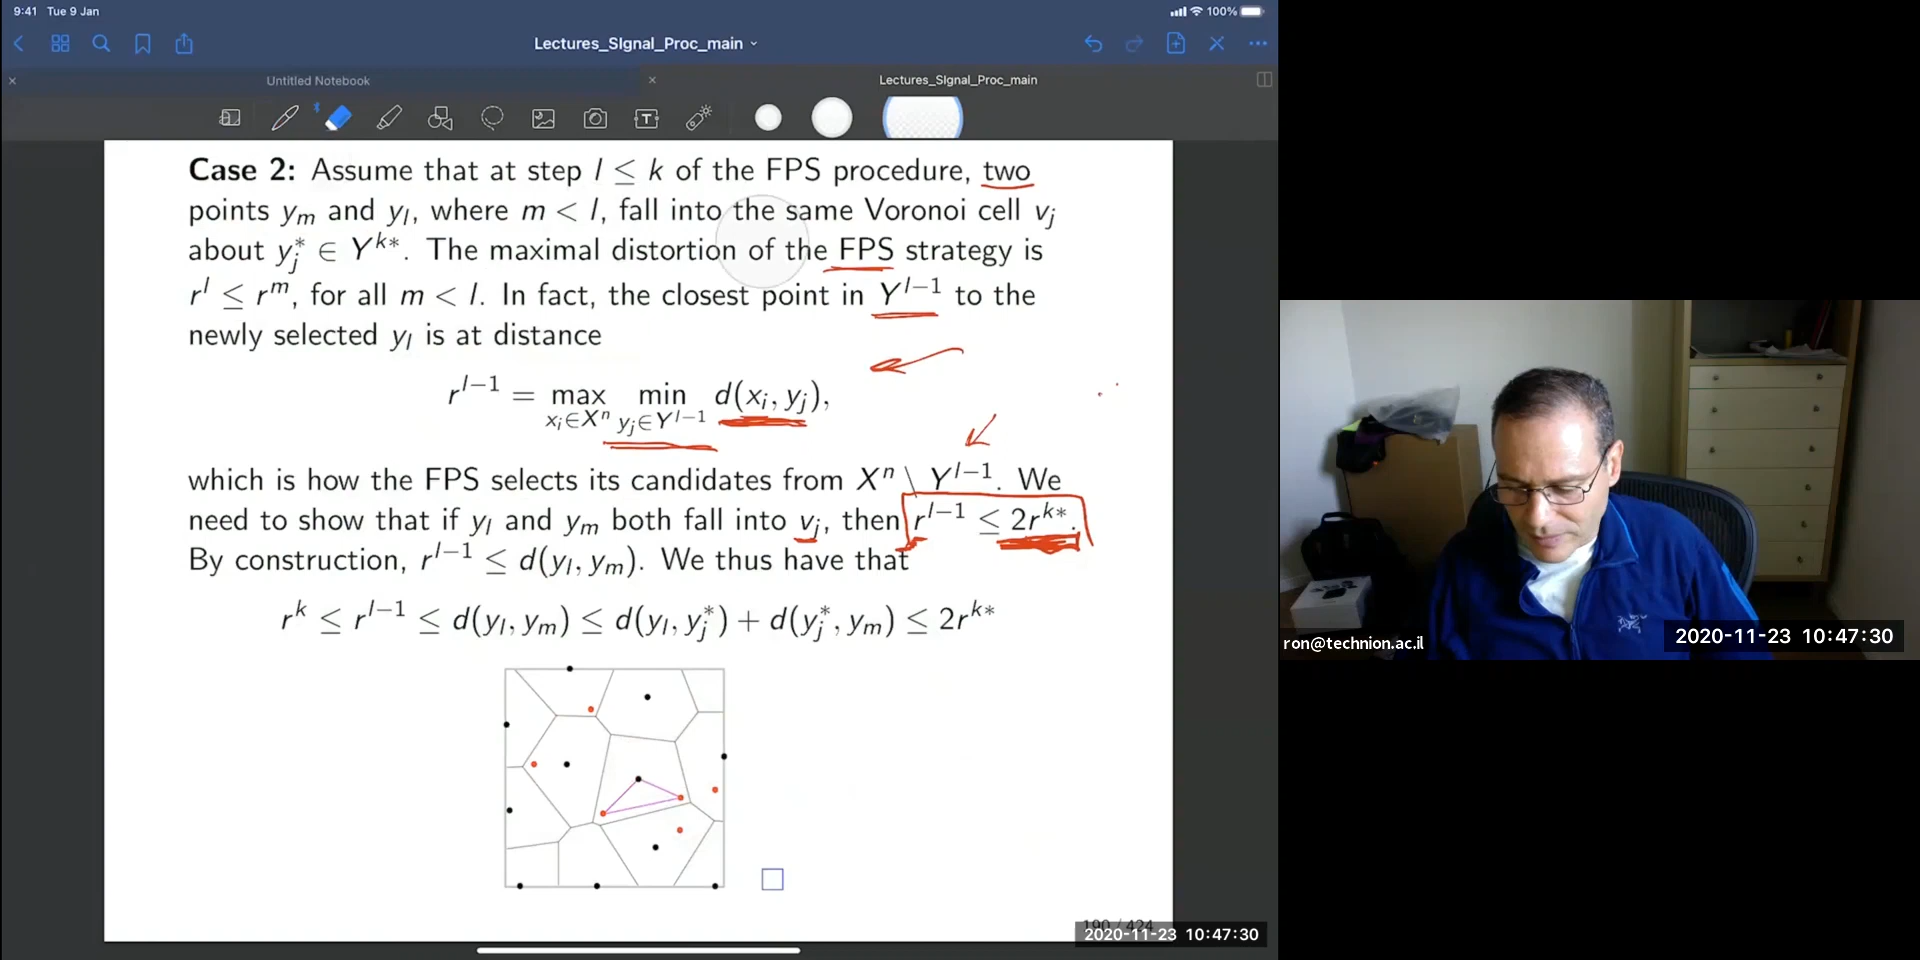 9:41 Tue 9 Jan
100%
Lectures_SIgnal_Proc_main
Untitled Notebook
Lectures_SIgnal_Proc_main
T
Case 2: Assume that at step l ≤ k of the FPS procedure, two
points y_m and y_l, where m < l, fall into the same Voronoi cell v_j
about y_j^* ∈ Y^{k*}. The maximal distortion of the FPS strategy is
r^l ≤ r^m, for all m < l. In fact, the closest point in Y^{l−1} to the
newly selected y_l is at distance
r^{l−1} = max_{x_i∈X^n} min_{y_j∈Y^{l−1}} d(x_i, y_j),
which is how the FPS selects its candidates from X^n \ Y^{l−1}. We
need to show that if y_l and y_m both fall into v_j, then r^{l−1} ≤ 2r^{k*}.
By construction, r^{l−1} ≤ d(y_l, y_m). We thus have that
r^k ≤ r^{l−1} ≤ d(y_l, y_m) ≤ d(y_l, y_j^*) + d(y_j^*, y_m) ≤ 2r^{k*}
190 / 424
2020-11-23 10:47:30
ron@technion.ac.il
2020-11-23 10:47:30